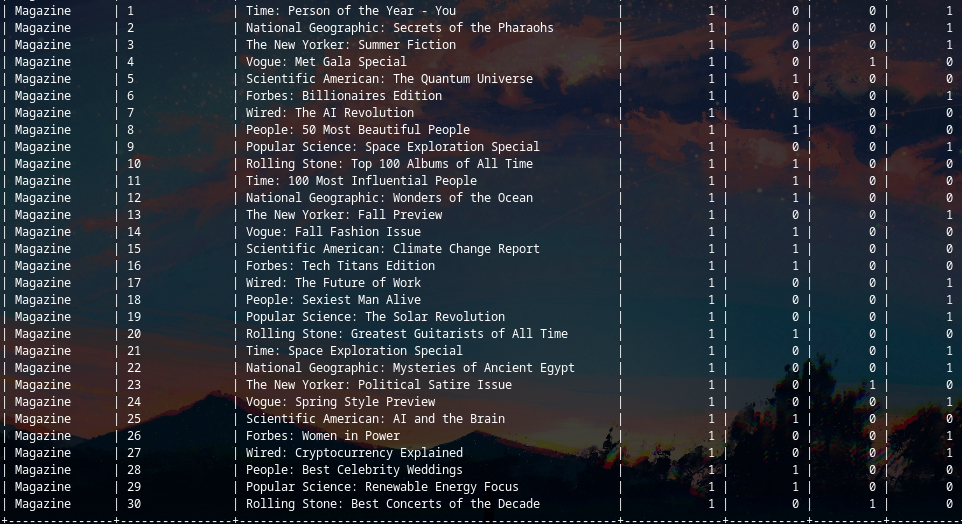 | Magazine | 1 | Time: Person of the Year - You | 1 | 0 | 0 | 1
| Magazine | 2 | National Geographic: Secrets of the Pharaohs | 1 | 0 | 0 | 1
| Magazine | 3 | The New Yorker: Summer Fiction | 1 | 0 | 0 | 1
| Magazine | 4 | Vogue: Met Gala Special | 1 | 0 | 1 | 0
| Magazine | 5 | Scientific American: The Quantum Universe | 1 | 1 | 0 | 0
| Magazine | 6 | Forbes: Billionaires Edition | 1 | 0 | 0 | 1
| Magazine | 7 | Wired: The AI Revolution | 1 | 1 | 0 | 0
| Magazine | 8 | People: 50 Most Beautiful People | 1 | 1 | 0 | 0
| Magazine | 9 | Popular Science: Space Exploration Special | 1 | 0 | 0 | 1
| Magazine | 10 | Rolling Stone: Top 100 Albums of All Time | 1 | 1 | 0 | 0
| Magazine | 11 | Time: 100 Most Influential People | 1 | 1 | 0 | 0
| Magazine | 12 | National Geographic: Wonders of the Ocean | 1 | 1 | 0 | 0
| Magazine | 13 | The New Yorker: Fall Preview | 1 | 0 | 0 | 1
| Magazine | 14 | Vogue: Fall Fashion Issue | 1 | 1 | 0 | 0
| Magazine | 15 | Scientific American: Climate Change Report | 1 | 1 | 0 | 0
| Magazine | 16 | Forbes: Tech Titans Edition | 1 | 1 | 0 | 0
| Magazine | 17 | Wired: The Future of Work | 1 | 0 | 0 | 1
| Magazine | 18 | People: Sexiest Man Alive | 1 | 0 | 0 | 1
| Magazine | 19 | Popular Science: The Solar Revolution | 1 | 0 | 0 | 1
| Magazine | 20 | Rolling Stone: Greatest Guitarists of All Time | 1 | 1 | 0 | 0
| Magazine | 21 | Time: Space Exploration Special | 1 | 0 | 0 | 1
| Magazine | 22 | National Geographic: Mysteries of Ancient Egypt | 1 | 0 | 0 | 1
| Magazine | 23 | The New Yorker: Political Satire Issue | 1 | 0 | 1 | 0
| Magazine | 24 | Vogue: Spring Style Preview | 1 | 0 | 0 | 1
| Magazine | 25 | Scientific American: AI and the Brain | 1 | 1 | 0 | 0
| Magazine | 26 | Forbes: Women in Power | 1 | 0 | 0 | 1
| Magazine | 27 | Wired: Cryptocurrency Explained | 1 | 0 | 0 | 1
| Magazine | 28 | People: Best Celebrity Weddings | 1 | 1 | 0 | 0
| Magazine | 29 | Popular Science: Renewable Energy Focus | 1 | 1 | 0 | 0
| Magazine | 30 | Rolling Stone: Best Concerts of the Decade | 1 | 0 | 1 | 0